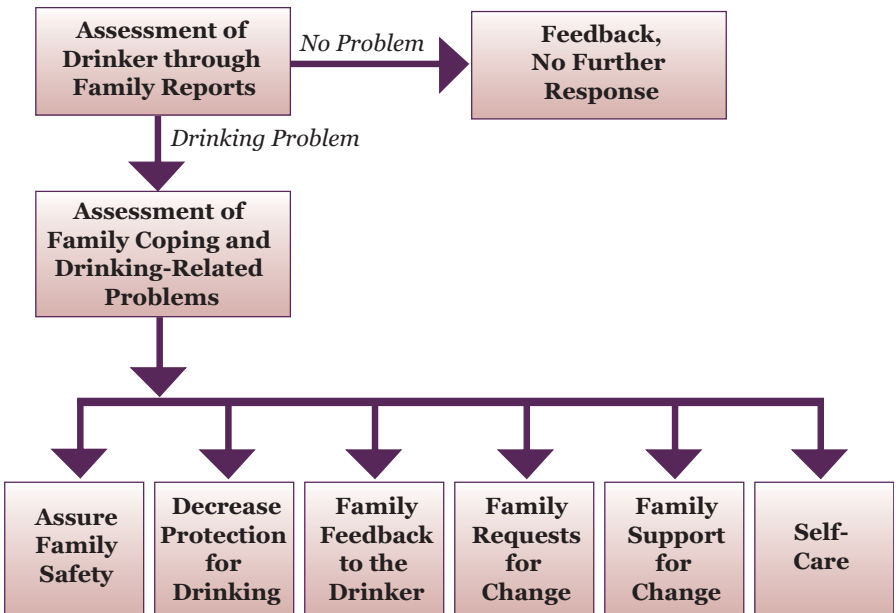 Assessment of
Drinker through
Family Reports
No Problem
Feedback,
No Further
Response
Drinking Problem
Assessment of
Family Coping and
Drinking-Related
Problems
Assure
Family
Safety
Decrease
Protection
for
Drinking
Family
Feedback
to the
Drinker
Family
Requests
for
Change
Family
Support
for
Change
Self-
Care